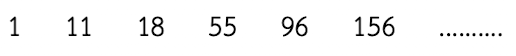 1 11 18 55 96 156 ..........